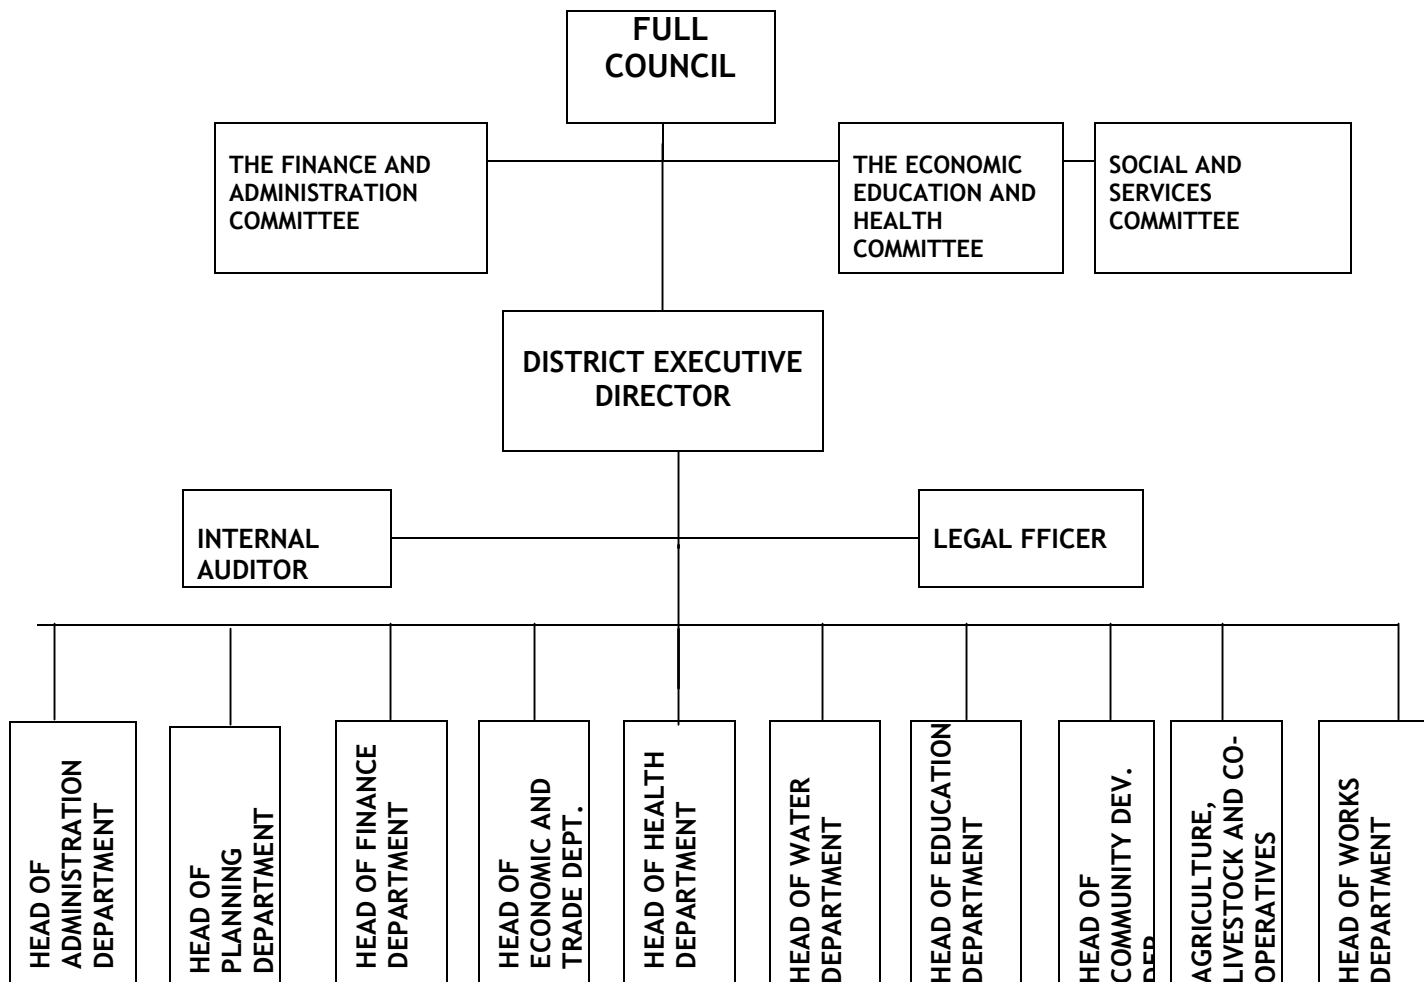 FULL
COUNCIL
THE FINANCE AND
ADMINISTRATION
COMMITTEE
THE ECONOMIC
EDUCATION AND
HEALTH
COMMITTEE
SOCIAL AND
SERVICES
COMMITTEE
DISTRICT EXECUTIVE
DIRECTOR
INTERNAL
AUDITOR
LEGAL FFICER
HEAD OF
ADMINISTRATION
DEPARTMENT
HEAD OF
PLANNING
DEPARTMENT
HEAD OF FINANCE
DEPARTMENT
HEAD OF
ECONOMIC AND
TRADE DEPT.
HEAD OF HEALTH
DEPARTMENT
HEAD OF WATER
DEPARTMENT
HEAD OF EDUCATION
DEPARTMENT
HEAD OF
COMMUNITY DEV.
AGRICULTURE,
LIVESTOCK AND CO-
OPERATIVES
HEAD OF WORKS
DEPARTMENT